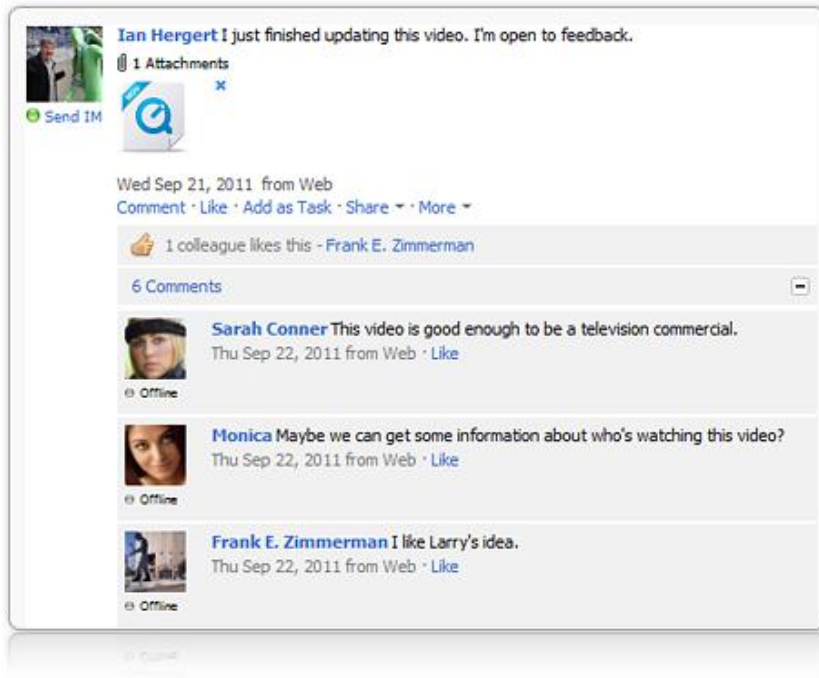 Ian Hergert I just finished updating this video. I'm open to feedback.
1 Attachments
MOV
Send IM
Wed Sep 21, 2011 from Web
Comment · Like · Add as Task · Share · More
1 colleague likes this - Frank E. Zimmerman
6 Comments
Sarah Conner This video is good enough to be a television commercial.
Thu Sep 22, 2011 from Web · Like
Offline
Monica Maybe we can get some information about who's watching this video?
Thu Sep 22, 2011 from Web · Like
Offline
Frank E. Zimmerman I like Larry's idea.
Thu Sep 22, 2011 from Web · Like
Offline